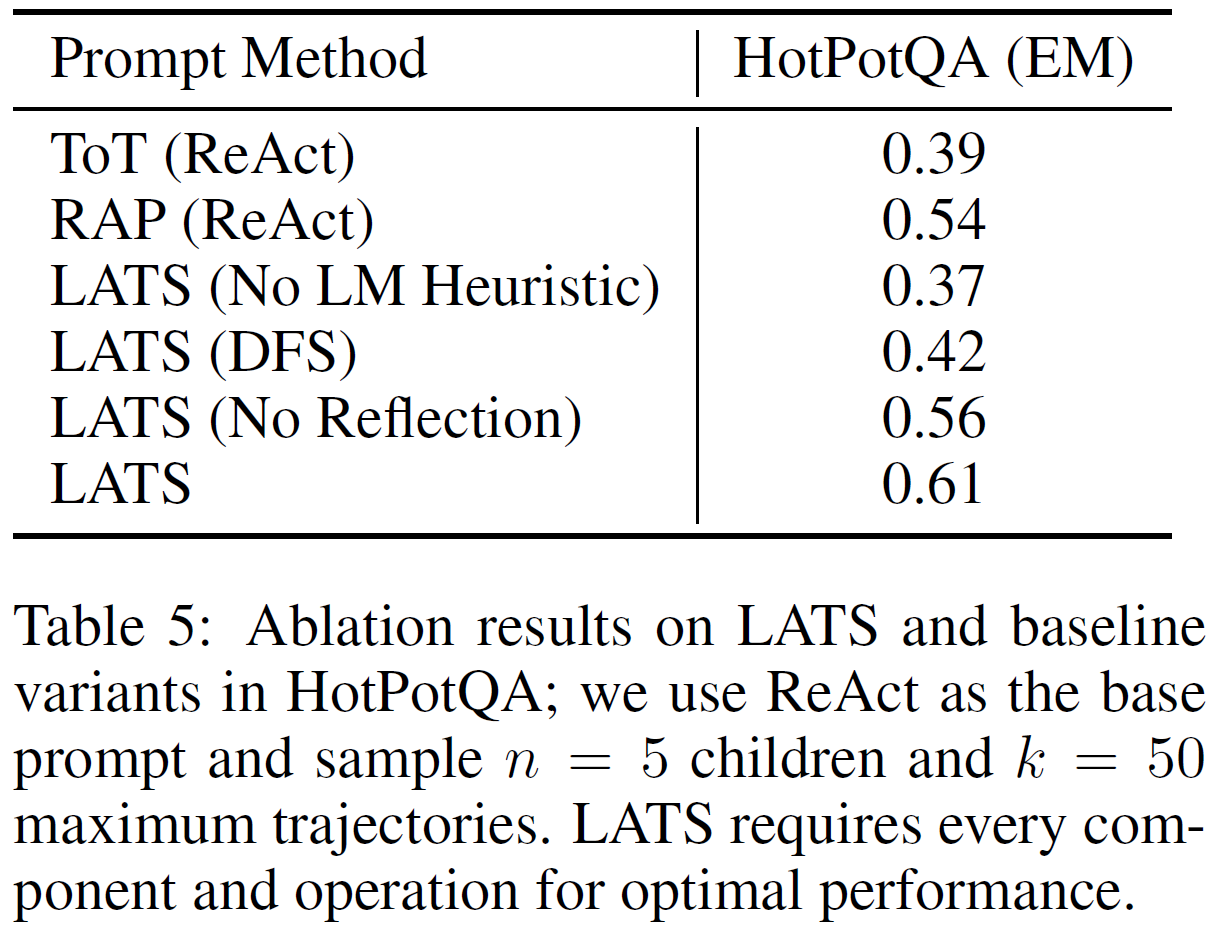 Prompt Method HotPotQA (EM)
ToT (ReAct) 0.39
RAP (ReAct) 0.54
LATS (No LM Heuristic) 0.37
LATS (DFS) 0.42
LATS (No Reflection) 0.56
LATS 0.61
Table 5: Ablation results on LATS and baseline
variants in HotPotQA; we use ReAct as the base
prompt and sample n = 5 children and k = 50
maximum trajectories. LATS requires every com-
ponent and operation for optimal performance.